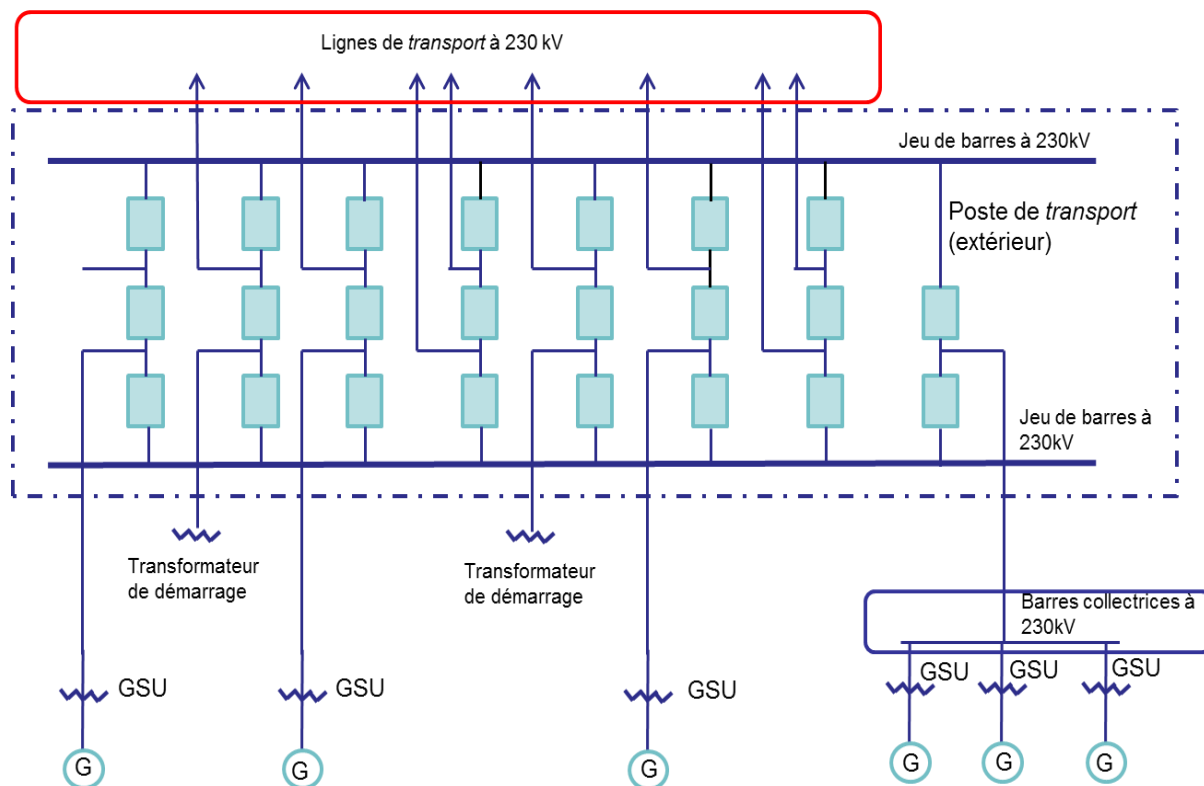 Lignes de transport à 230 kV
Jeu de barres à 230kV
Poste de transport
(extérieur)
Jeu de barres à
230kV
Transformateur
de démarrage
Transformateur
de démarrage
Barres collectrices à
230kV
GSU
GSU
GSU
GSU
GSU
GSU
G
G
G
G
G
G